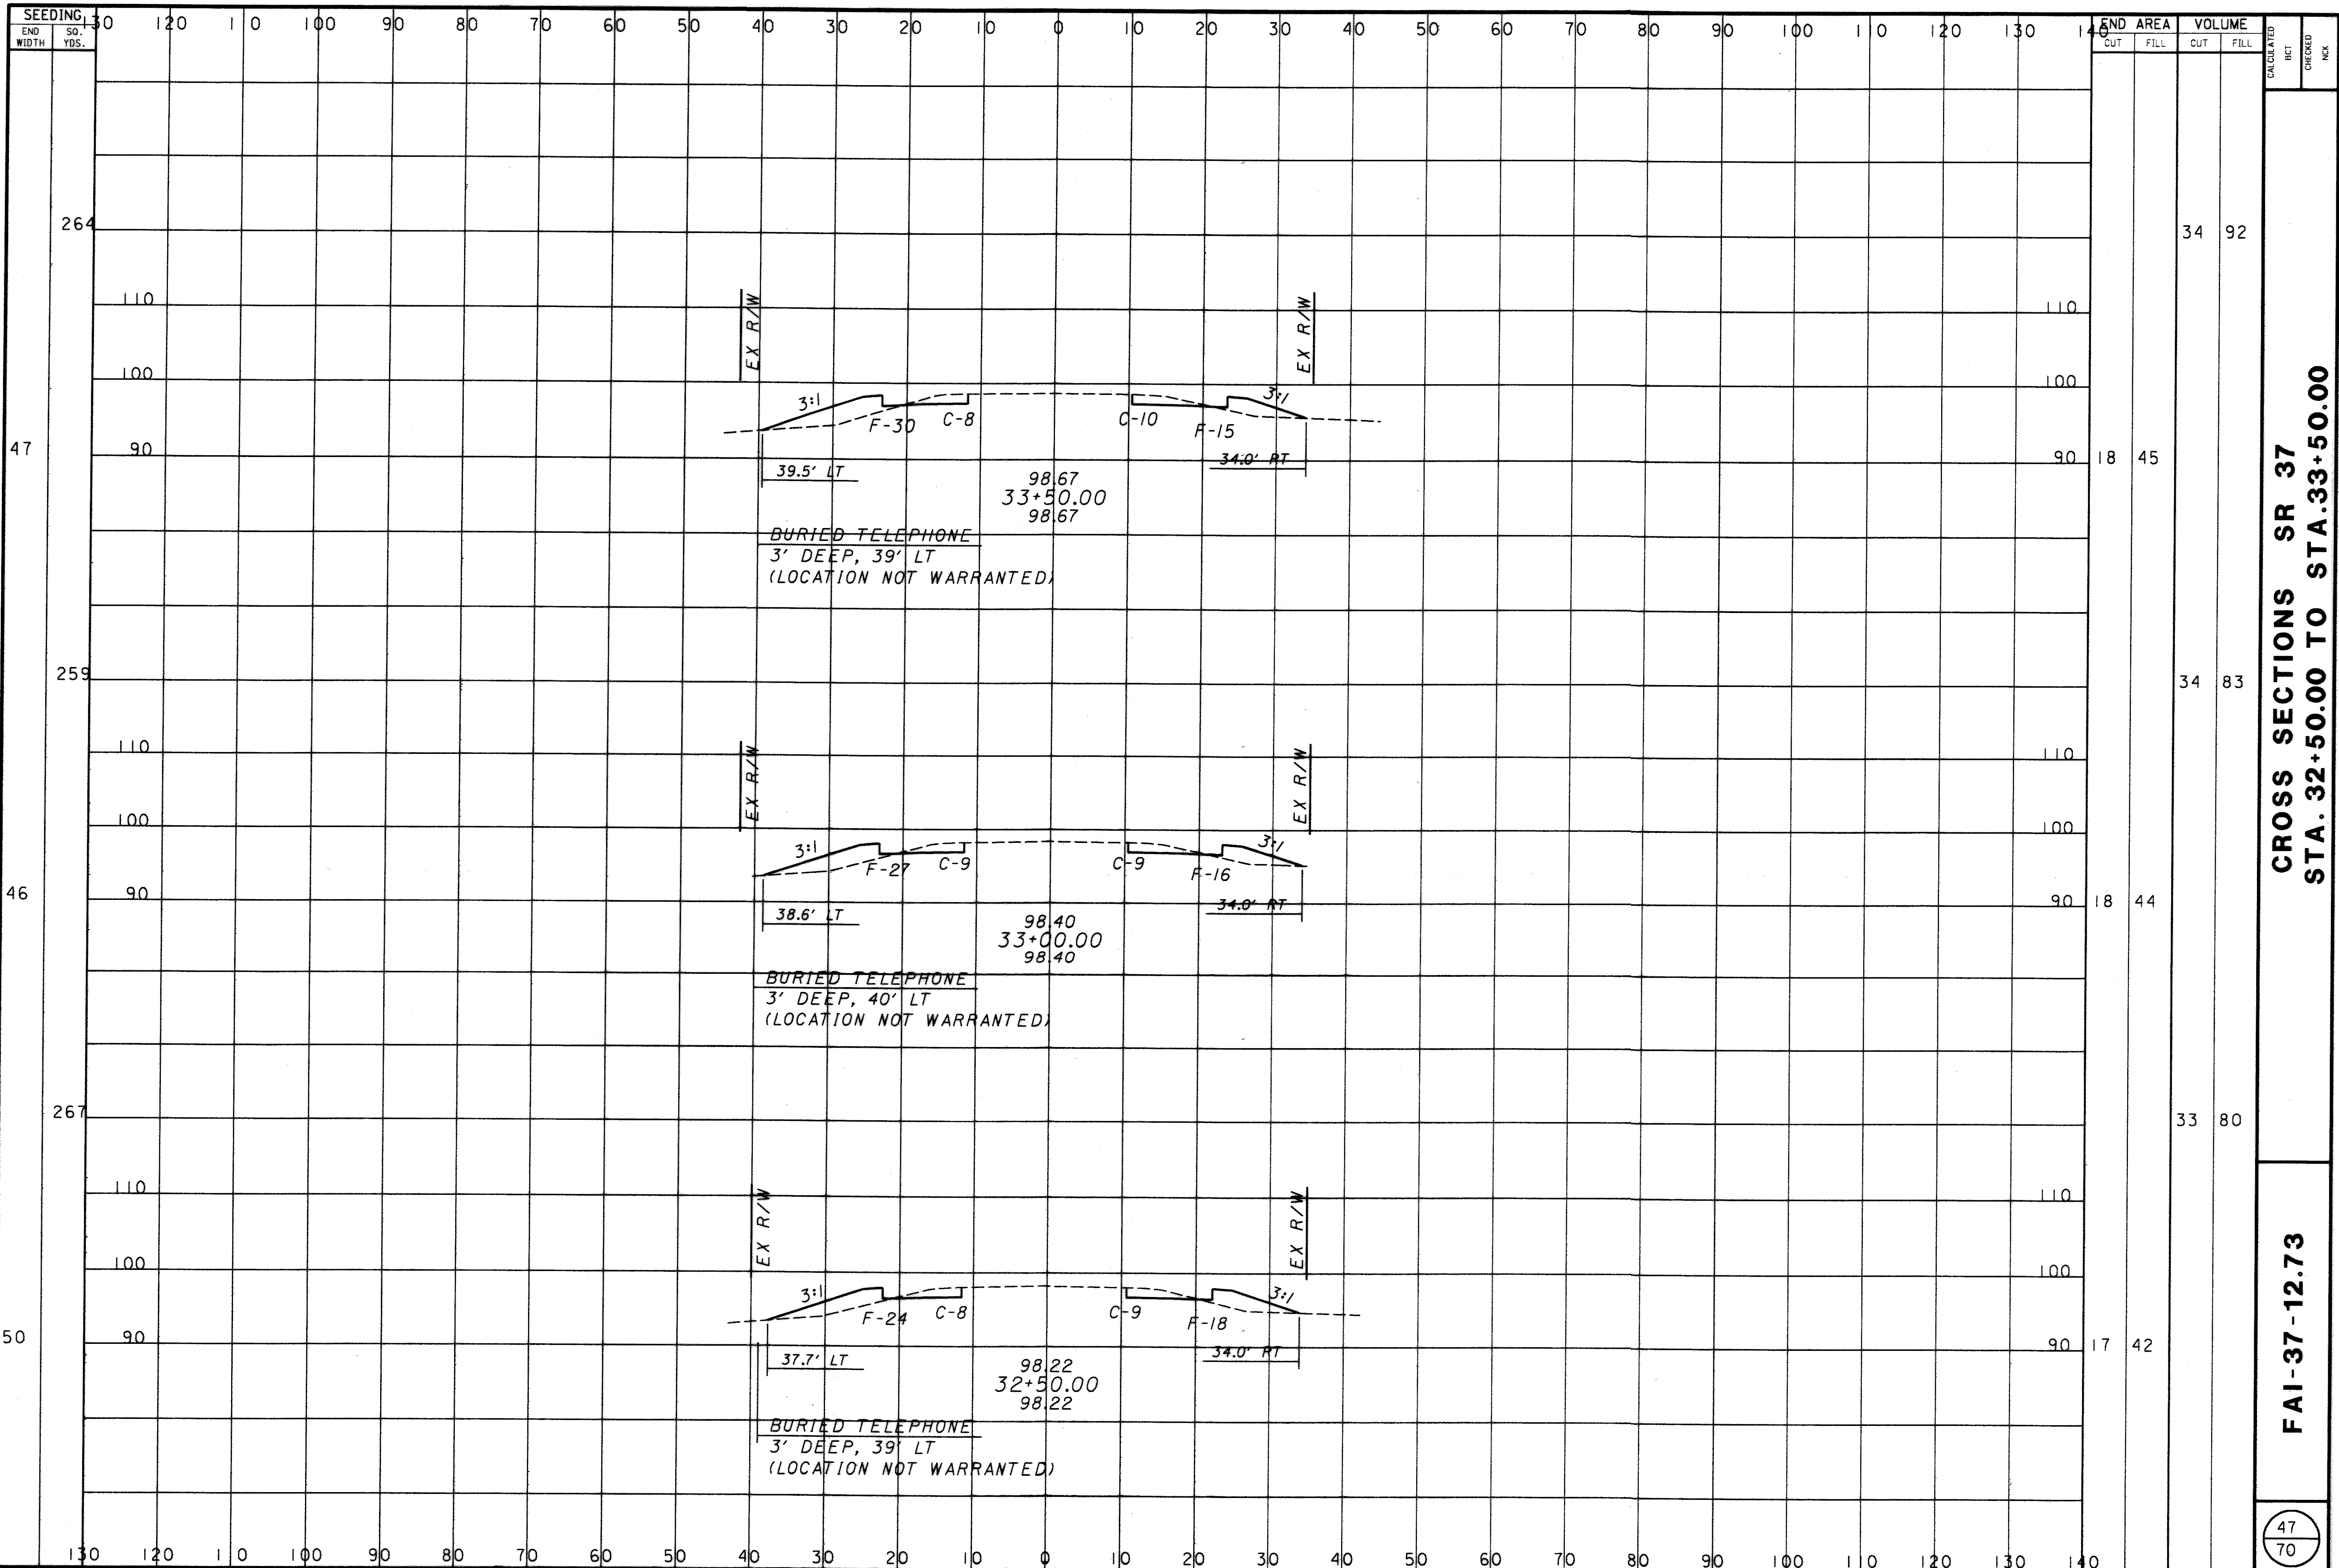 SEEDING
END WIDTH
SQ. YDS.
130 120 110 100 90 80 70 60 50 40 30 20 10 0 10 20 30 40 50 60 70 80 90 100 110 120 130 140
END AREA VOLUME
CUT FILL CUT FILL
CALCULATED
BCT
CHECKED
NCK
264
34 92
110 EX R/W EX R/W 110
100 100
3:1 3:1
F-30 C-8 C-10 F-15
47 90 90 18 45
39.5' LT 34.0' RT
98.67
33+50.00
98.67
BURIED TELEPHONE
3' DEEP, 39' LT
(LOCATION NOT WARRANTED)
259
34 83
110 EX R/W EX R/W 110
100 100
3:1 3:1
F-27 C-9 C-9 F-16
46 90 90 18 44
38.6' LT 34.0' RT
98.40
33+00.00
98.40
BURIED TELEPHONE
3' DEEP, 40' LT
(LOCATION NOT WARRANTED)
267
33 80
110 EX R/W EX R/W 110
100 100
3:1 3:1
F-24 C-8 C-9 F-18
50 90 90 17 42
37.7' LT 34.0' RT
98.22
32+50.00
98.22
BURIED TELEPHONE
3' DEEP, 39' LT
(LOCATION NOT WARRANTED)
130 120 110 100 90 80 70 60 50 40 30 20 10 0 10 20 30 40 50 60 70 80 90 100 110 120 130 140
CROSS SECTIONS SR 37
STA. 32+50.00 TO STA.33+50.00
FAI-37-12.73
47
70